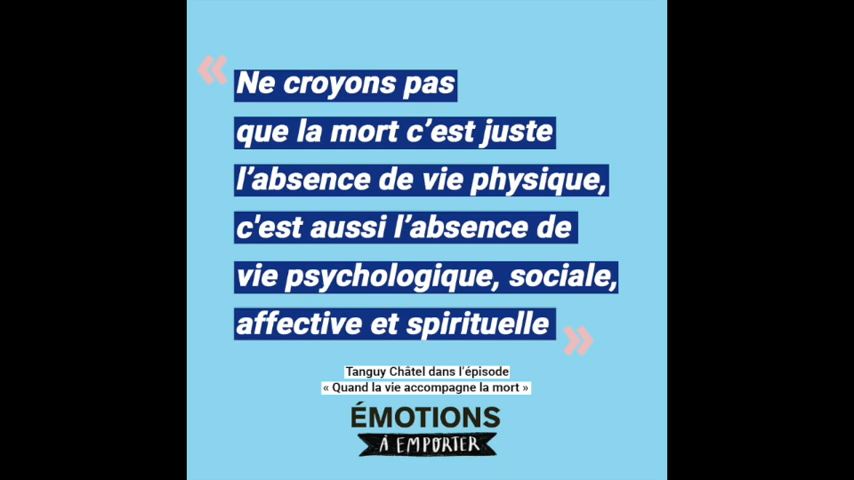 «
Ne croyons pas
que la mort c’est juste
l’absence de vie physique,
c'est aussi l’absence de
vie psychologique, sociale,
affective et spirituelle »
Tanguy Châtel dans l’épisode
« Quand la vie accompagne la mort »
ÉMOTIONS
À EMPORTER